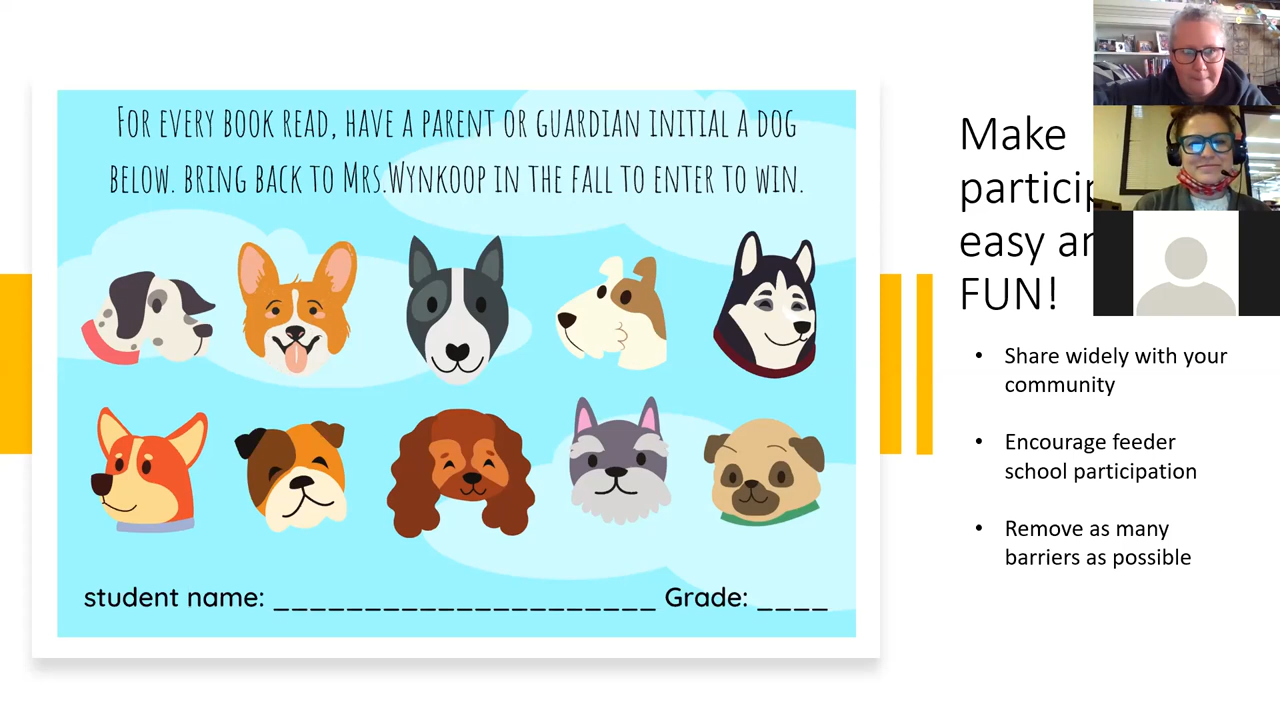 FOR EVERY BOOK READ, HAVE A PARENT OR GUARDIAN INITIAL A DOG
BELOW. BRING BACK TO MRS.WYNKOOP IN THE FALL TO ENTER TO WIN.
student name: _____________________ Grade: ____
Make
easy
FUN!
• Share widely with your
community
• Encourage feeder
school participation
• Remove as many
barriers as possible